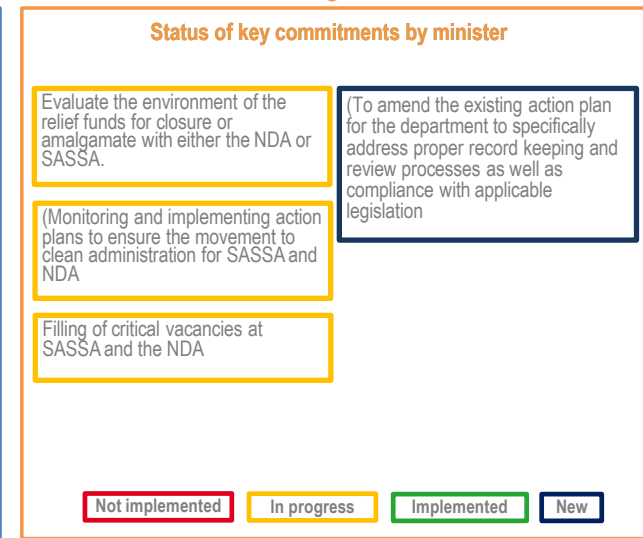 Status of key commitments by minister
Evaluate the environment of the
relief funds for closure or
amalgamate with either the NDA or
SASSA.
(Monitoring and implementing action
plans to ensure the movement to
clean administration for SASSA and
NDA
Filling of critical vacancies at
SASSA and the NDA
(To amend the existing action plan
for the department to specifically
address proper record keeping and
review processes as well as
compliance with applicable
legislation
Not implemented
In progress
Implemented
New